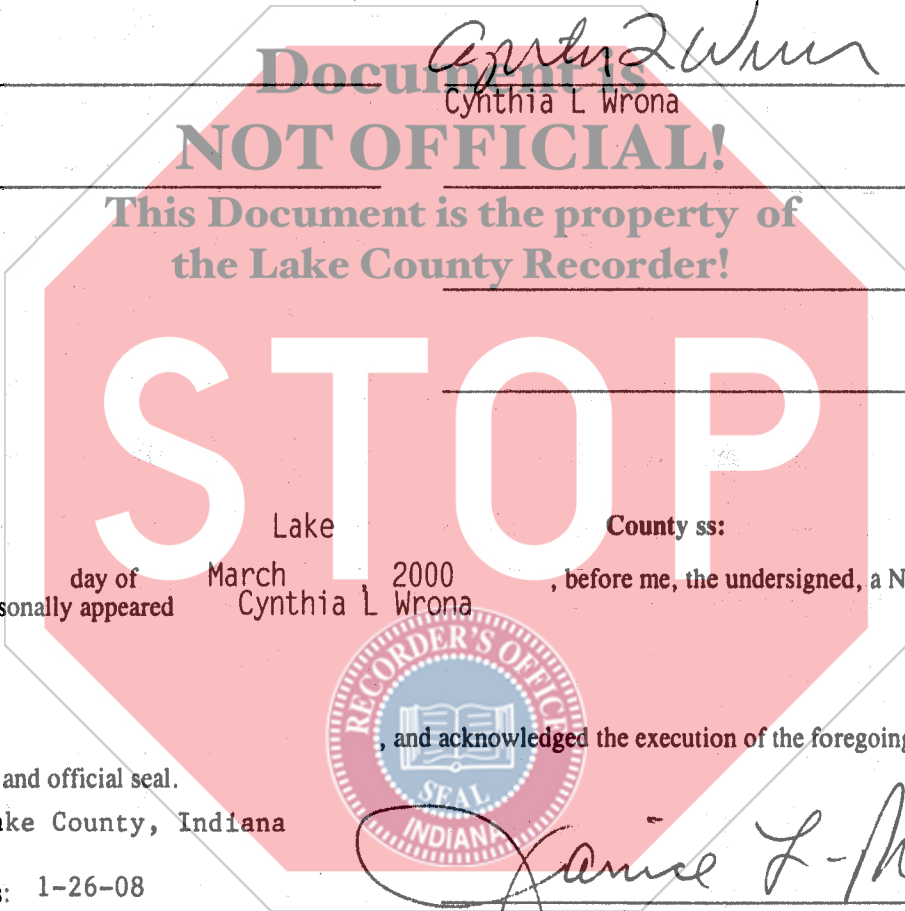 Document is
Cynthia L Wrona
NOT OFFICIAL!
This Document is the property of
the Lake County Recorder!
STOP
Lake County ss:
day of March , 2000 , before me, the undersigned, a N
sonally appeared Cynthia L Wrona
RECORDER'S OFFICE
, and acknowledged the execution of the foregoing
and official seal.
SEAL
ke County, Indiana
INDIANA
Janice L
s: 1-26-08